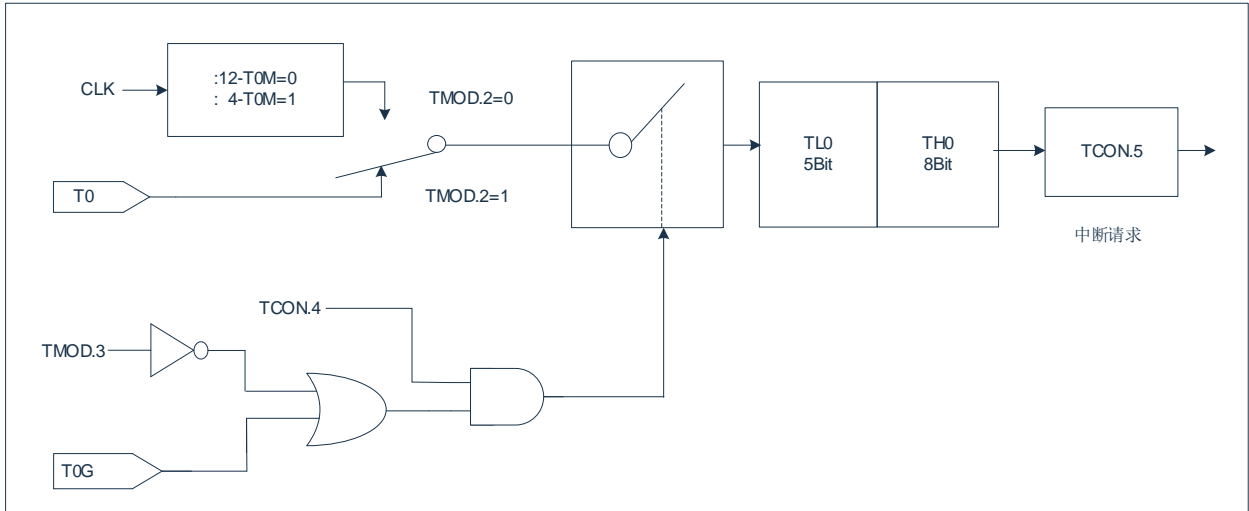 CLK
:12-T0M=0
: 4-T0M=1
TMOD.2=0
T0
TMOD.2=1
TL0
5Bit
TH0
8Bit
TCON.5
中断请求
TCON.4
TMOD.3
T0G